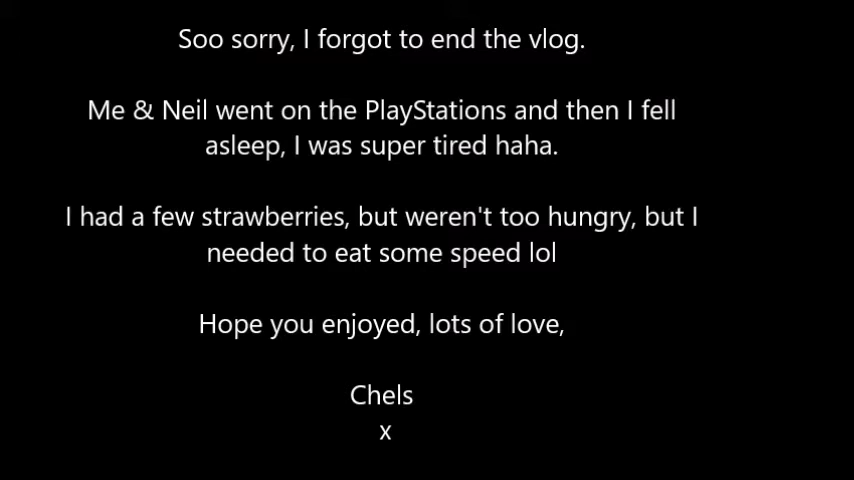 Soo sorry, I forgot to end the vlog.
Me & Neil went on the PlayStations and then I fell
asleep, I was super tired haha.
I had a few strawberries, but weren't too hungry, but I
needed to eat some speed lol
Hope you enjoyed, lots of love,
Chels
x